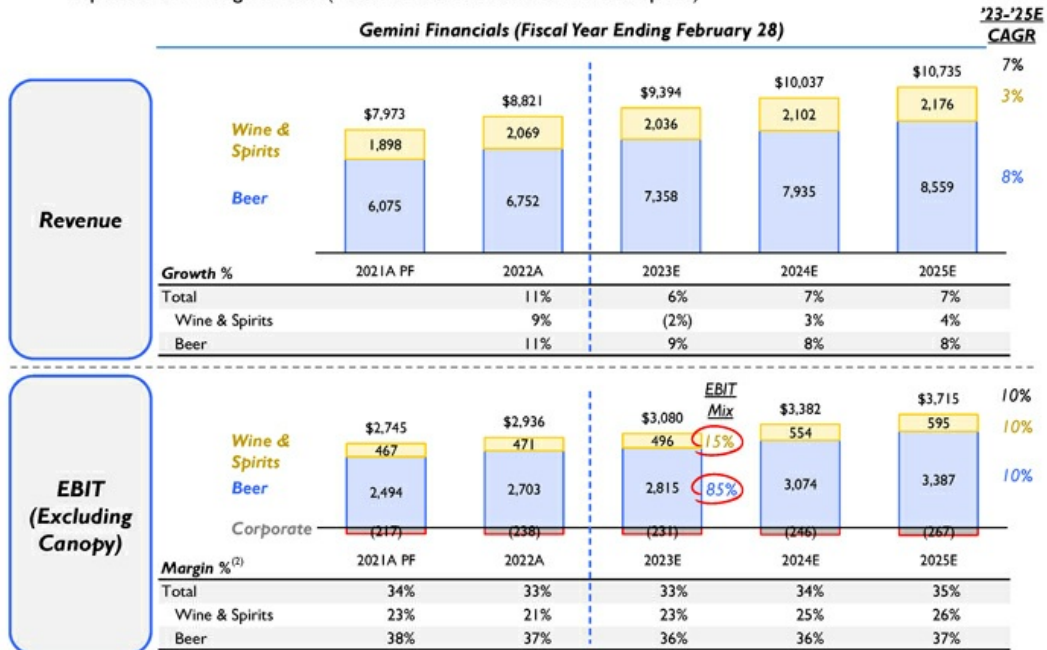 Gemini Financials (Fiscal Year Ending February 28)
'23-'25E
CAGR
Revenue
Wine &
Spirits
Beer
$7,973
1,898
6,075
$8,821
2,069
6,752
$9,394
2,036
7,358
$10,037
2,102
7,935
$10,735
2,176
8,559
7%
3%
8%
Growth % 2021A PF 2022A 2023E 2024E 2025E
Total 11% 6% 7% 7%
Wine & Spirits 9% (2%) 3% 4%
Beer 11% 9% 8% 8%
EBIT
(Excluding
Canopy)
Wine &
Spirits
Beer
Corporate
$2,745
467
2,494
(217)
$2,936
471
2,703
(238)
$3,080
496
2,815
(231)
EBIT
Mix
15%
85%
$3,382
554
3,074
(246)
$3,715
595
3,387
(267)
10%
10%
10%
Margin %(2) 2021A PF 2022A 2023E 2024E 2025E
Total 34% 33% 33% 34% 35%
Wine & Spirits 23% 21% 23% 25% 26%
Beer 38% 37% 36% 36% 37%